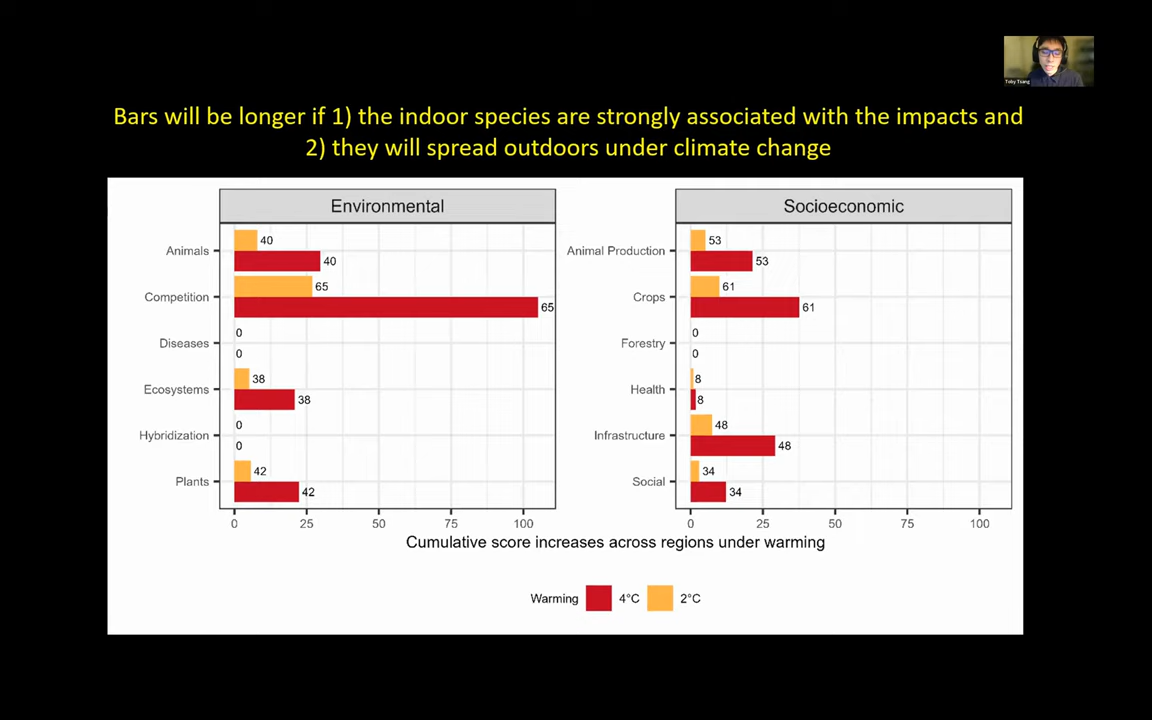 Toby Tsang
Bars will be longer if 1) the indoor species are strongly associated with the impacts and
2) they will spread outdoors under climate change
Environmental
Animals
40
40
Competition
65
65
Diseases
0
0
Ecosystems
38
38
Hybridization
0
0
Plants
42
42
0 25 50 75 100
Socioeconomic
Animal Production
53
53
Crops
61
61
Forestry
0
0
Health
8
8
Infrastructure
48
48
Social
34
34
0 25 50 75 100
Cumulative score increases across regions under warming
Warming 4°C 2°C